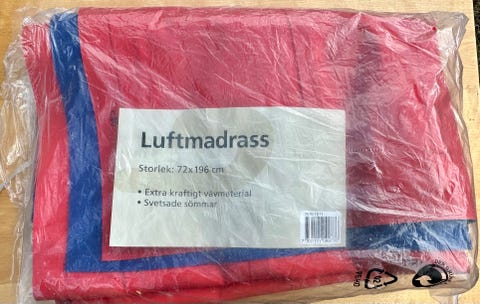 Luftmadrass
Storlek: 72x196 cm
• Extra kraftigt vävmaterial
• Svetsade sömmar